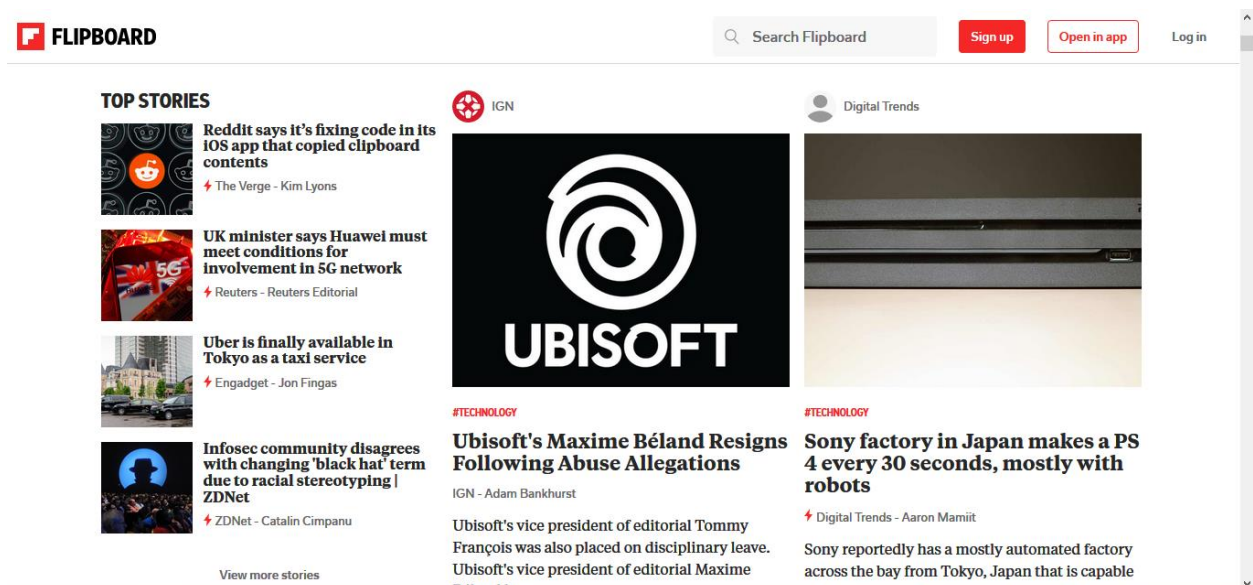 FLIPBOARD
Search Flipboard
Sign up
Open in app
Log in
TOP STORIES
Reddit says it's fixing code in its
iOS app that copied clipboard
contents
The Verge - Kim Lyons
UK minister says Huawei must
meet conditions for
involvement in 5G network
5G
Reuters - Reuters Editorial
Uber is finally available in
Tokyo as a taxi service
Engadget - Jon Fingas
Infosec community disagrees
with changing 'black hat' term
due to racial stereotyping |
ZDNet
ZDNet - Catalin Cimpanu
View more stories
IGN
UBISOFT
#TECHNOLOGY
Ubisoft's Maxime Béland Resigns
Following Abuse Allegations
IGN - Adam Bankhurst
Ubisoft's vice president of editorial Tommy
François was also placed on disciplinary leave.
Ubisoft's vice president of editorial Maxime
Digital Trends
#TECHNOLOGY
Sony factory in Japan makes a PS
4 every 30 seconds, mostly with
robots
Digital Trends - Aaron Mamiit
Sony reportedly has a mostly automated factory
across the bay from Tokyo, Japan that is capable